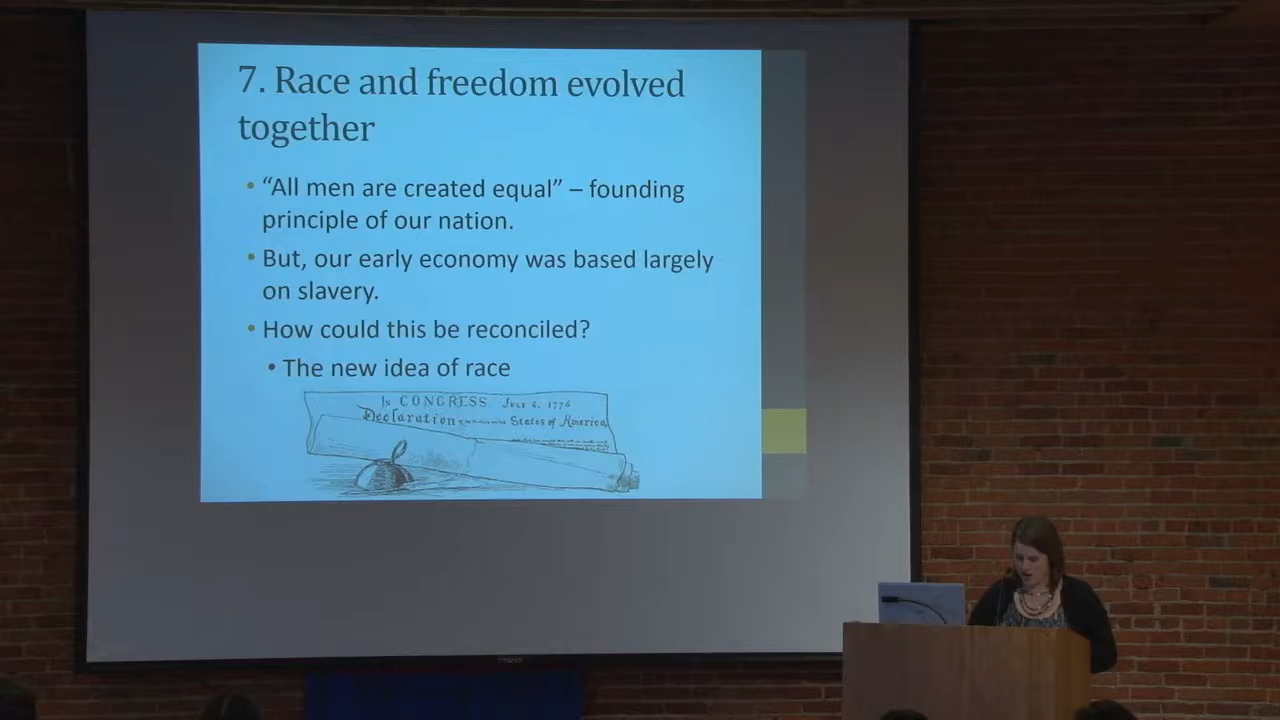 7. Race and freedom evolved
together
• “All men are created equal” – founding
principle of our nation.
• But, our early economy was based largely
on slavery.
• How could this be reconciled?
• The new idea of race
In CONGRESS, July 4, 1776
Declaration
States of America,